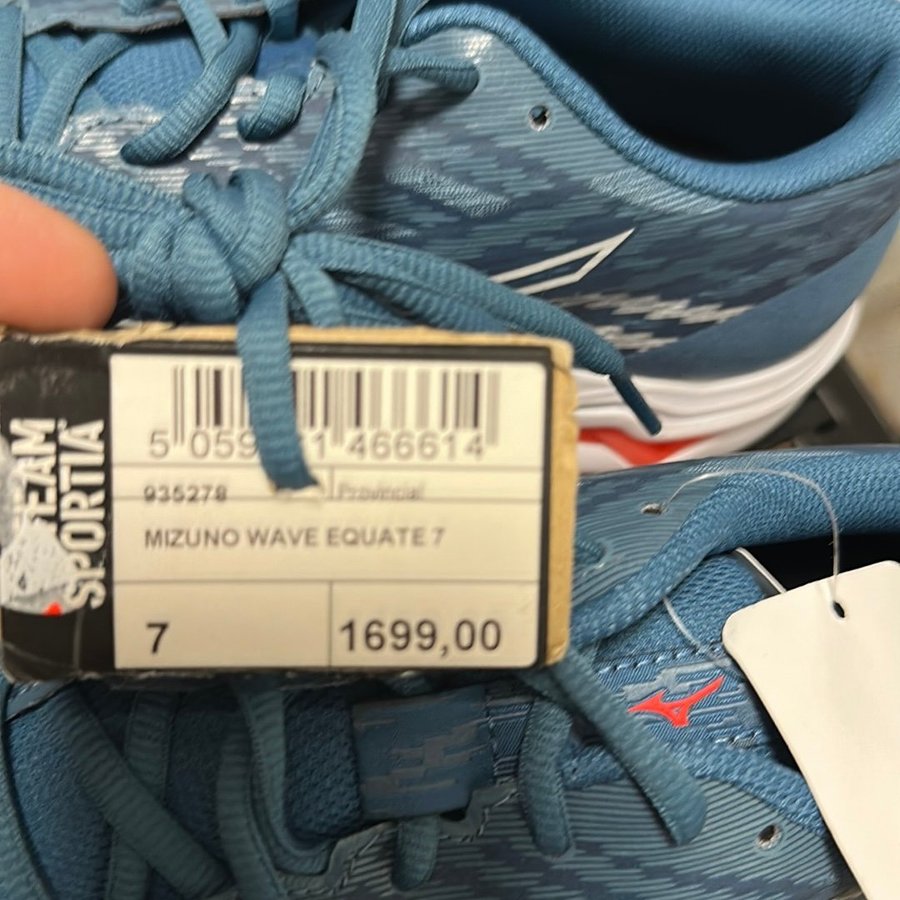 TEAM
SPORTIA
5 059 1 466614
935278 Provincial
MIZUNO WAVE EQUATE 7
7 1699,00